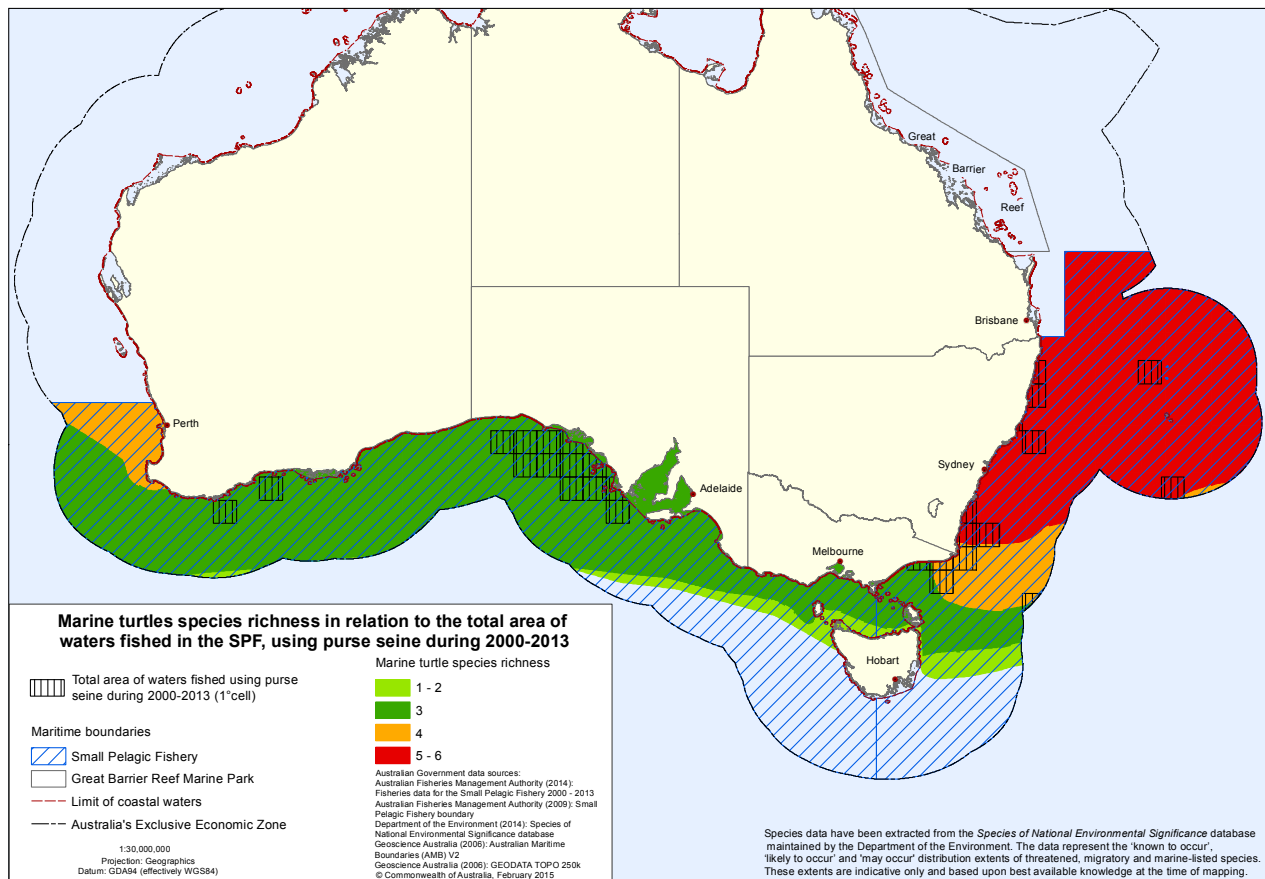 Great
Barrier
Reef
Brisbane
Perth
Sydney
Adelaide
Melbourne
Hobart
Marine turtles species richness in relation to the total area of
waters fished in the SPF, using purse seine during 2000-2013
Total area of waters fished using purse
seine during 2000-2013 (1°cell)
Maritime boundaries
Small Pelagic Fishery
Great Barrier Reef Marine Park
Limit of coastal waters
Australia's Exclusive Economic Zone
1:30,000,000
Projection: Geographics
Datum: GDA94 (effectively WGS84)
Marine turtle species richness
1 - 2
3
4
5 - 6
Australian Government data sources:
Australian Fisheries Management Authority (2014):
Fisheries data for the Small Pelagic Fishery 2000 - 2013
Australian Fisheries Management Authority (2009): Small
Pelagic Fishery boundary
Department of the Environment (2014): Species of
National Environmental Significance database
Geoscience Australia (2006): Australian Maritime
Boundaries (AMB) V2
Geoscience Australia (2006): GEODATA TOPO 250k
© Commonwealth of Australia, February 2015
Species data have been extracted from the Species of National Environmental Significance database
maintained by the Department of the Environment. The data represent the 'known to occur',
'likely to occur' and 'may occur' distribution extents of threatened, migratory and marine-listed species.
These extents are indicative only and based upon best available knowledge at the time of mapping.